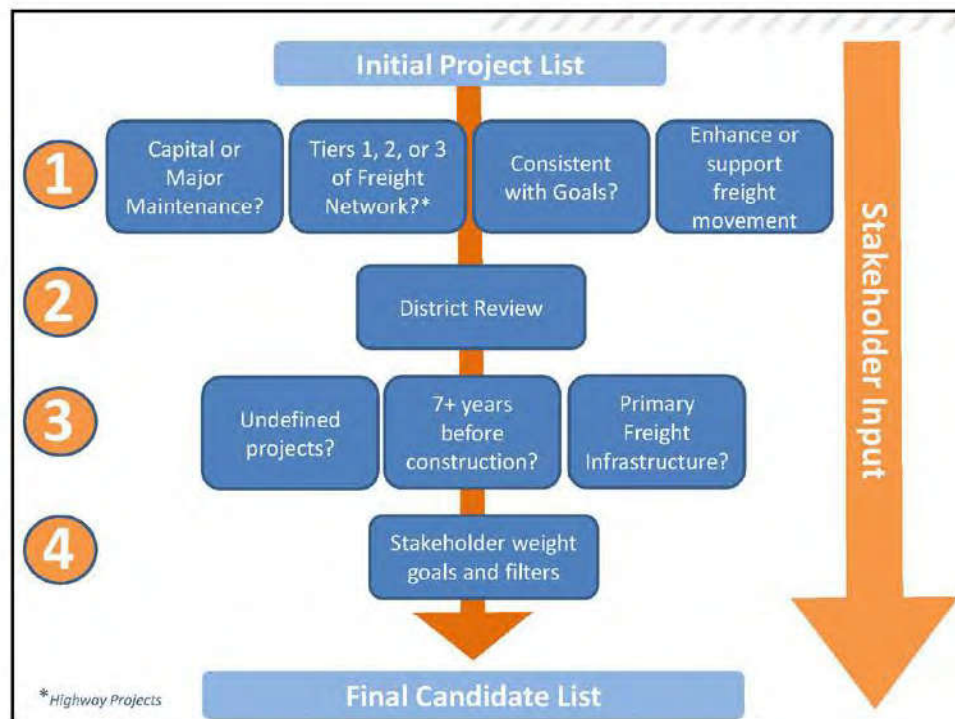 Initial Project List
1
Capital or
Major
Maintenance?
Tiers 1, 2, or 3
of Freight
Network?*
Consistent
with Goals?
Enhance or
support
freight
movement
2
District Review
3
Undefined
projects?
7+ years
before
construction?
Primary
Freight
Infrastructure?
4
Stakeholder weight
goals and filters
Stakeholder Input
Final Candidate List
*Highway Projects